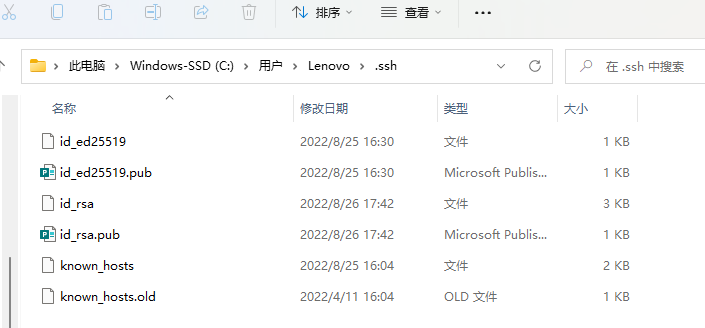 排序 查看 ...
此电脑 > Windows-SSD (C:) > 用户 > Lenovo > .ssh 在 .ssh 中搜索
名称 修改日期 类型 大小
id_ed25519 2022/8/25 16:30 文件 1 KB
id_ed25519.pub 2022/8/25 16:30 Microsoft Publis... 1 KB
id_rsa 2022/8/26 17:42 文件 3 KB
id_rsa.pub 2022/8/26 17:42 Microsoft Publis... 1 KB
known_hosts 2022/8/25 16:04 文件 2 KB
known_hosts.old 2022/4/11 16:04 OLD 文件 1 KB